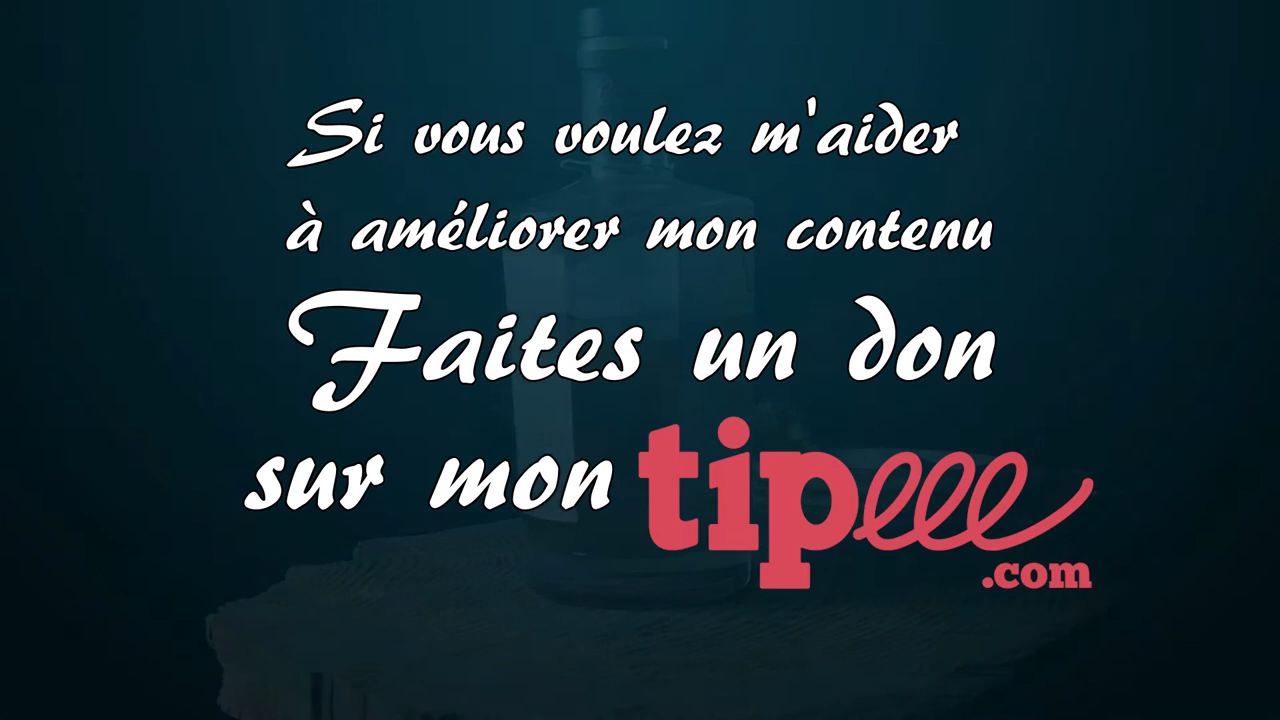 Si vous voulez m'aider
à améliorer mon contenu
Faites un don
sur mon tipeee
.com